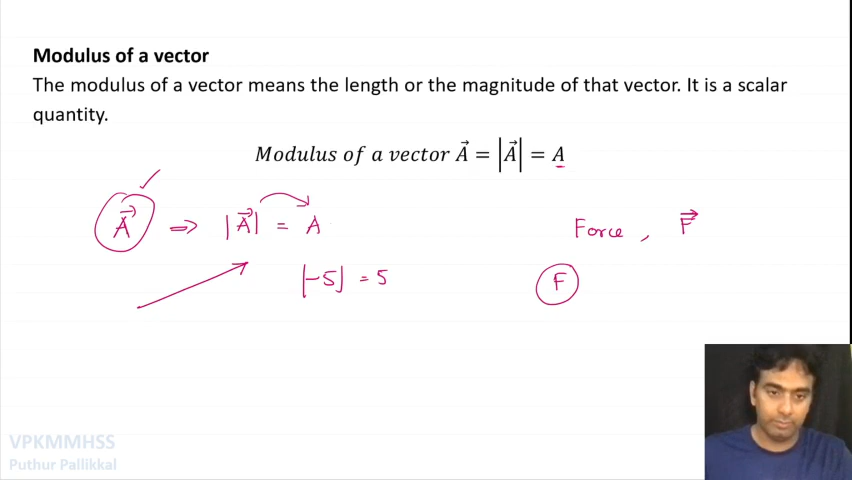 Modulus of a vector
The modulus of a vector means the length or the magnitude of that vector. It is a scalar
quantity.
Modulus of a vector A⃗ = |A⃗| = A
A⃗ ⇒ |A⃗| = A
Force, F⃗
|-5| = 5
F
VPKMMHSS
Puthur Pallikkal